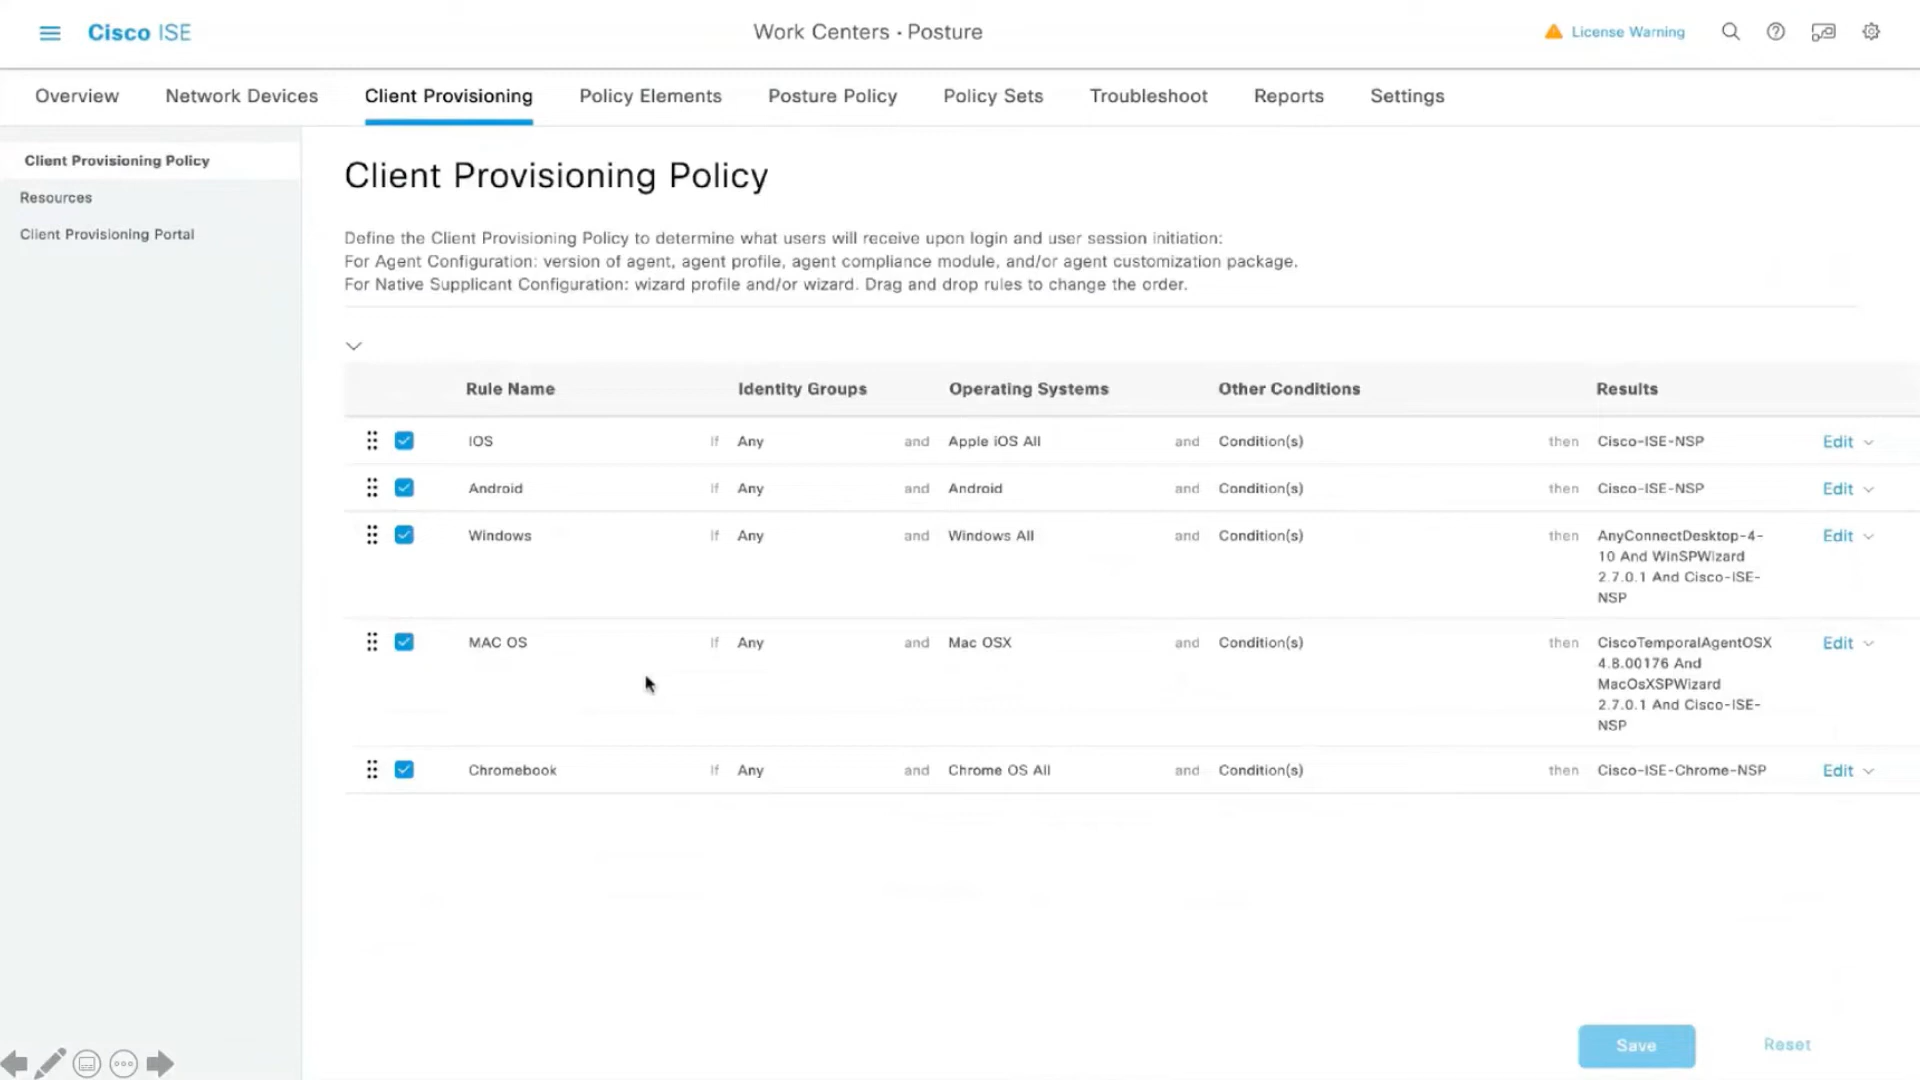 Cisco ISE
Work Centers · Posture
License Warning
Overview Network Devices Client Provisioning Policy Elements Posture Policy Policy Sets Troubleshoot Reports Settings
Client Provisioning Policy
Resources
Client Provisioning Portal
Client Provisioning Policy
Define the Client Provisioning Policy to determine what users will receive upon login and user session initiation:
For Agent Configuration: version of agent, agent profile, agent compliance module, and/or agent customization package.
For Native Supplicant Configuration: wizard profile and/or wizard. Drag and drop rules to change the order.
Rule Name Identity Groups Operating Systems Other Conditions Results
IOS If Any and Apple iOS All and Condition(s) then Cisco-ISE-NSP Edit
Android If Any and Android and Condition(s) then Cisco-ISE-NSP Edit
Windows If Any and Windows All and Condition(s) then AnyConnectDesktop-4- Edit
10 And WinSPWizard
2.7.0.1 And Cisco-ISE-
NSP
MAC OS If Any and Mac OSX and Condition(s) then CiscoTemporalAgentOSX Edit
4.8.00176 And
MacOsXSPWizard
2.7.0.1 And Cisco-ISE-
NSP
Chromebook If Any and Chrome OS All and Condition(s) then Cisco-ISE-Chrome-NSP Edit
Save Reset